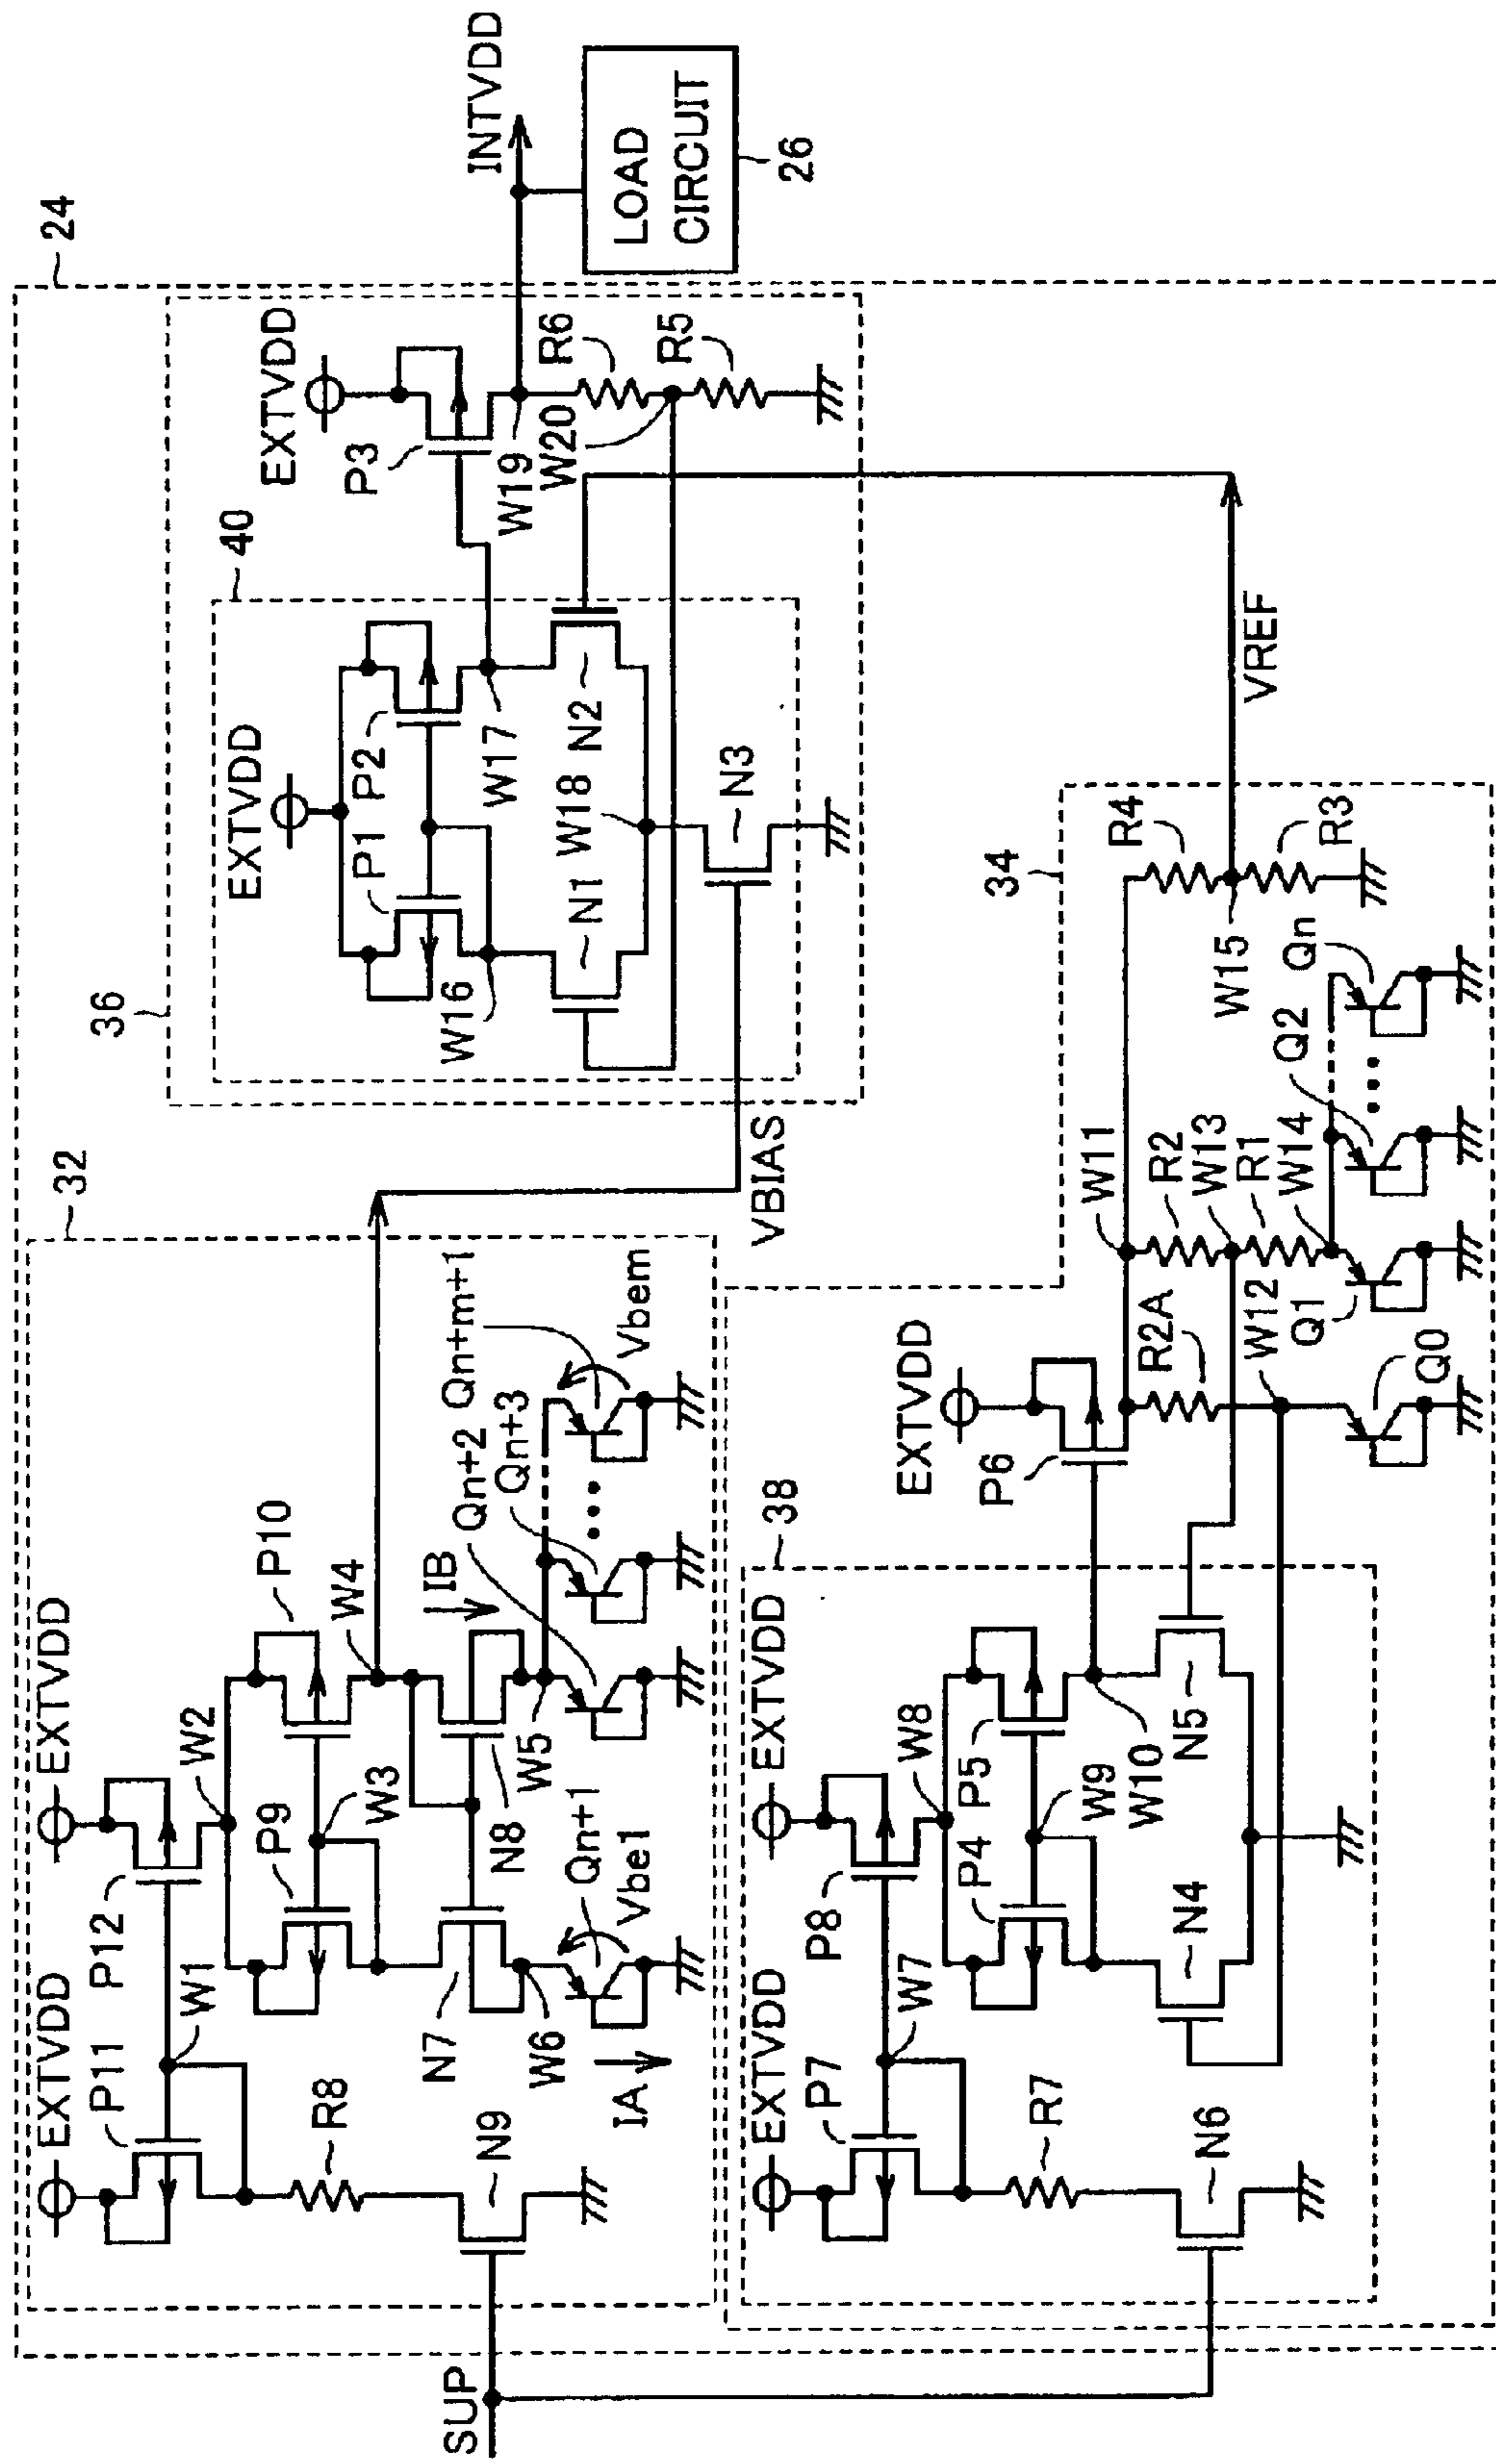 24
32
EXTVDD
EXTVDD
P11
P12
W1
W2
P9
P10
W3
W4
R8
N7
N8
IB
N9
W6
W5
IA
Qn+1
Vbe1
Qn+2
Qn+3
Qn+m+1
Vbem
SUP
VBIAS
36
40
EXTVDD
P1
P2
W16
W17
N1
W18
N2
N3
EXTVDD
P3
W19
W20
R6
R5
INTVDD
LOAD
CIRCUIT
26
38
EXTVDD
EXTVDD
P7
P8
W7
W8
P4
P5
W9
W10
R7
N4
N5
N6
34
EXTVDD
P6
W11
R2A
R2
W13
R1
W14
W12
Q0
Q1
Q2
Qn
R4
W15
R3
VREF